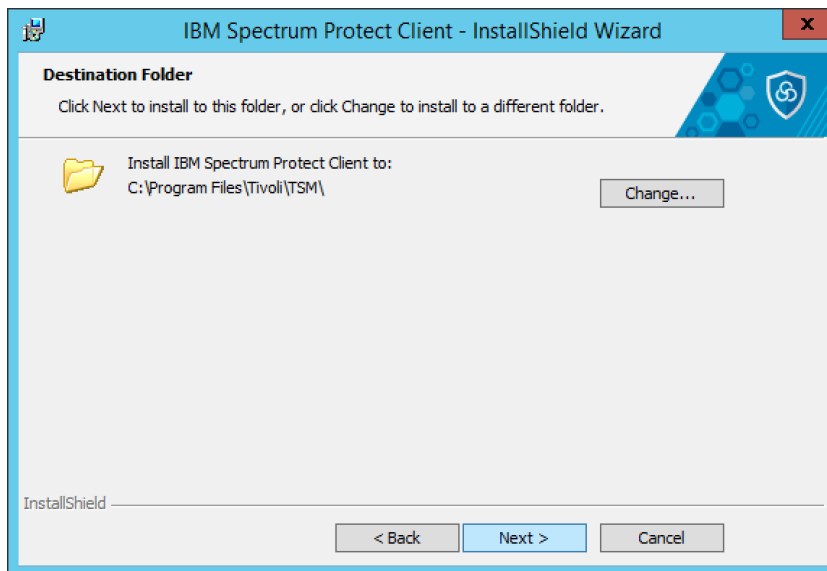 IBM Spectrum Protect Client - InstallShield Wizard
x
Destination Folder
Click Next to install to this folder, or click Change to install to a different folder.
Install IBM Spectrum Protect Client to:
C:\Program Files\Tivoli\TSM\
Change...
InstallShield
< Back
Next >
Cancel